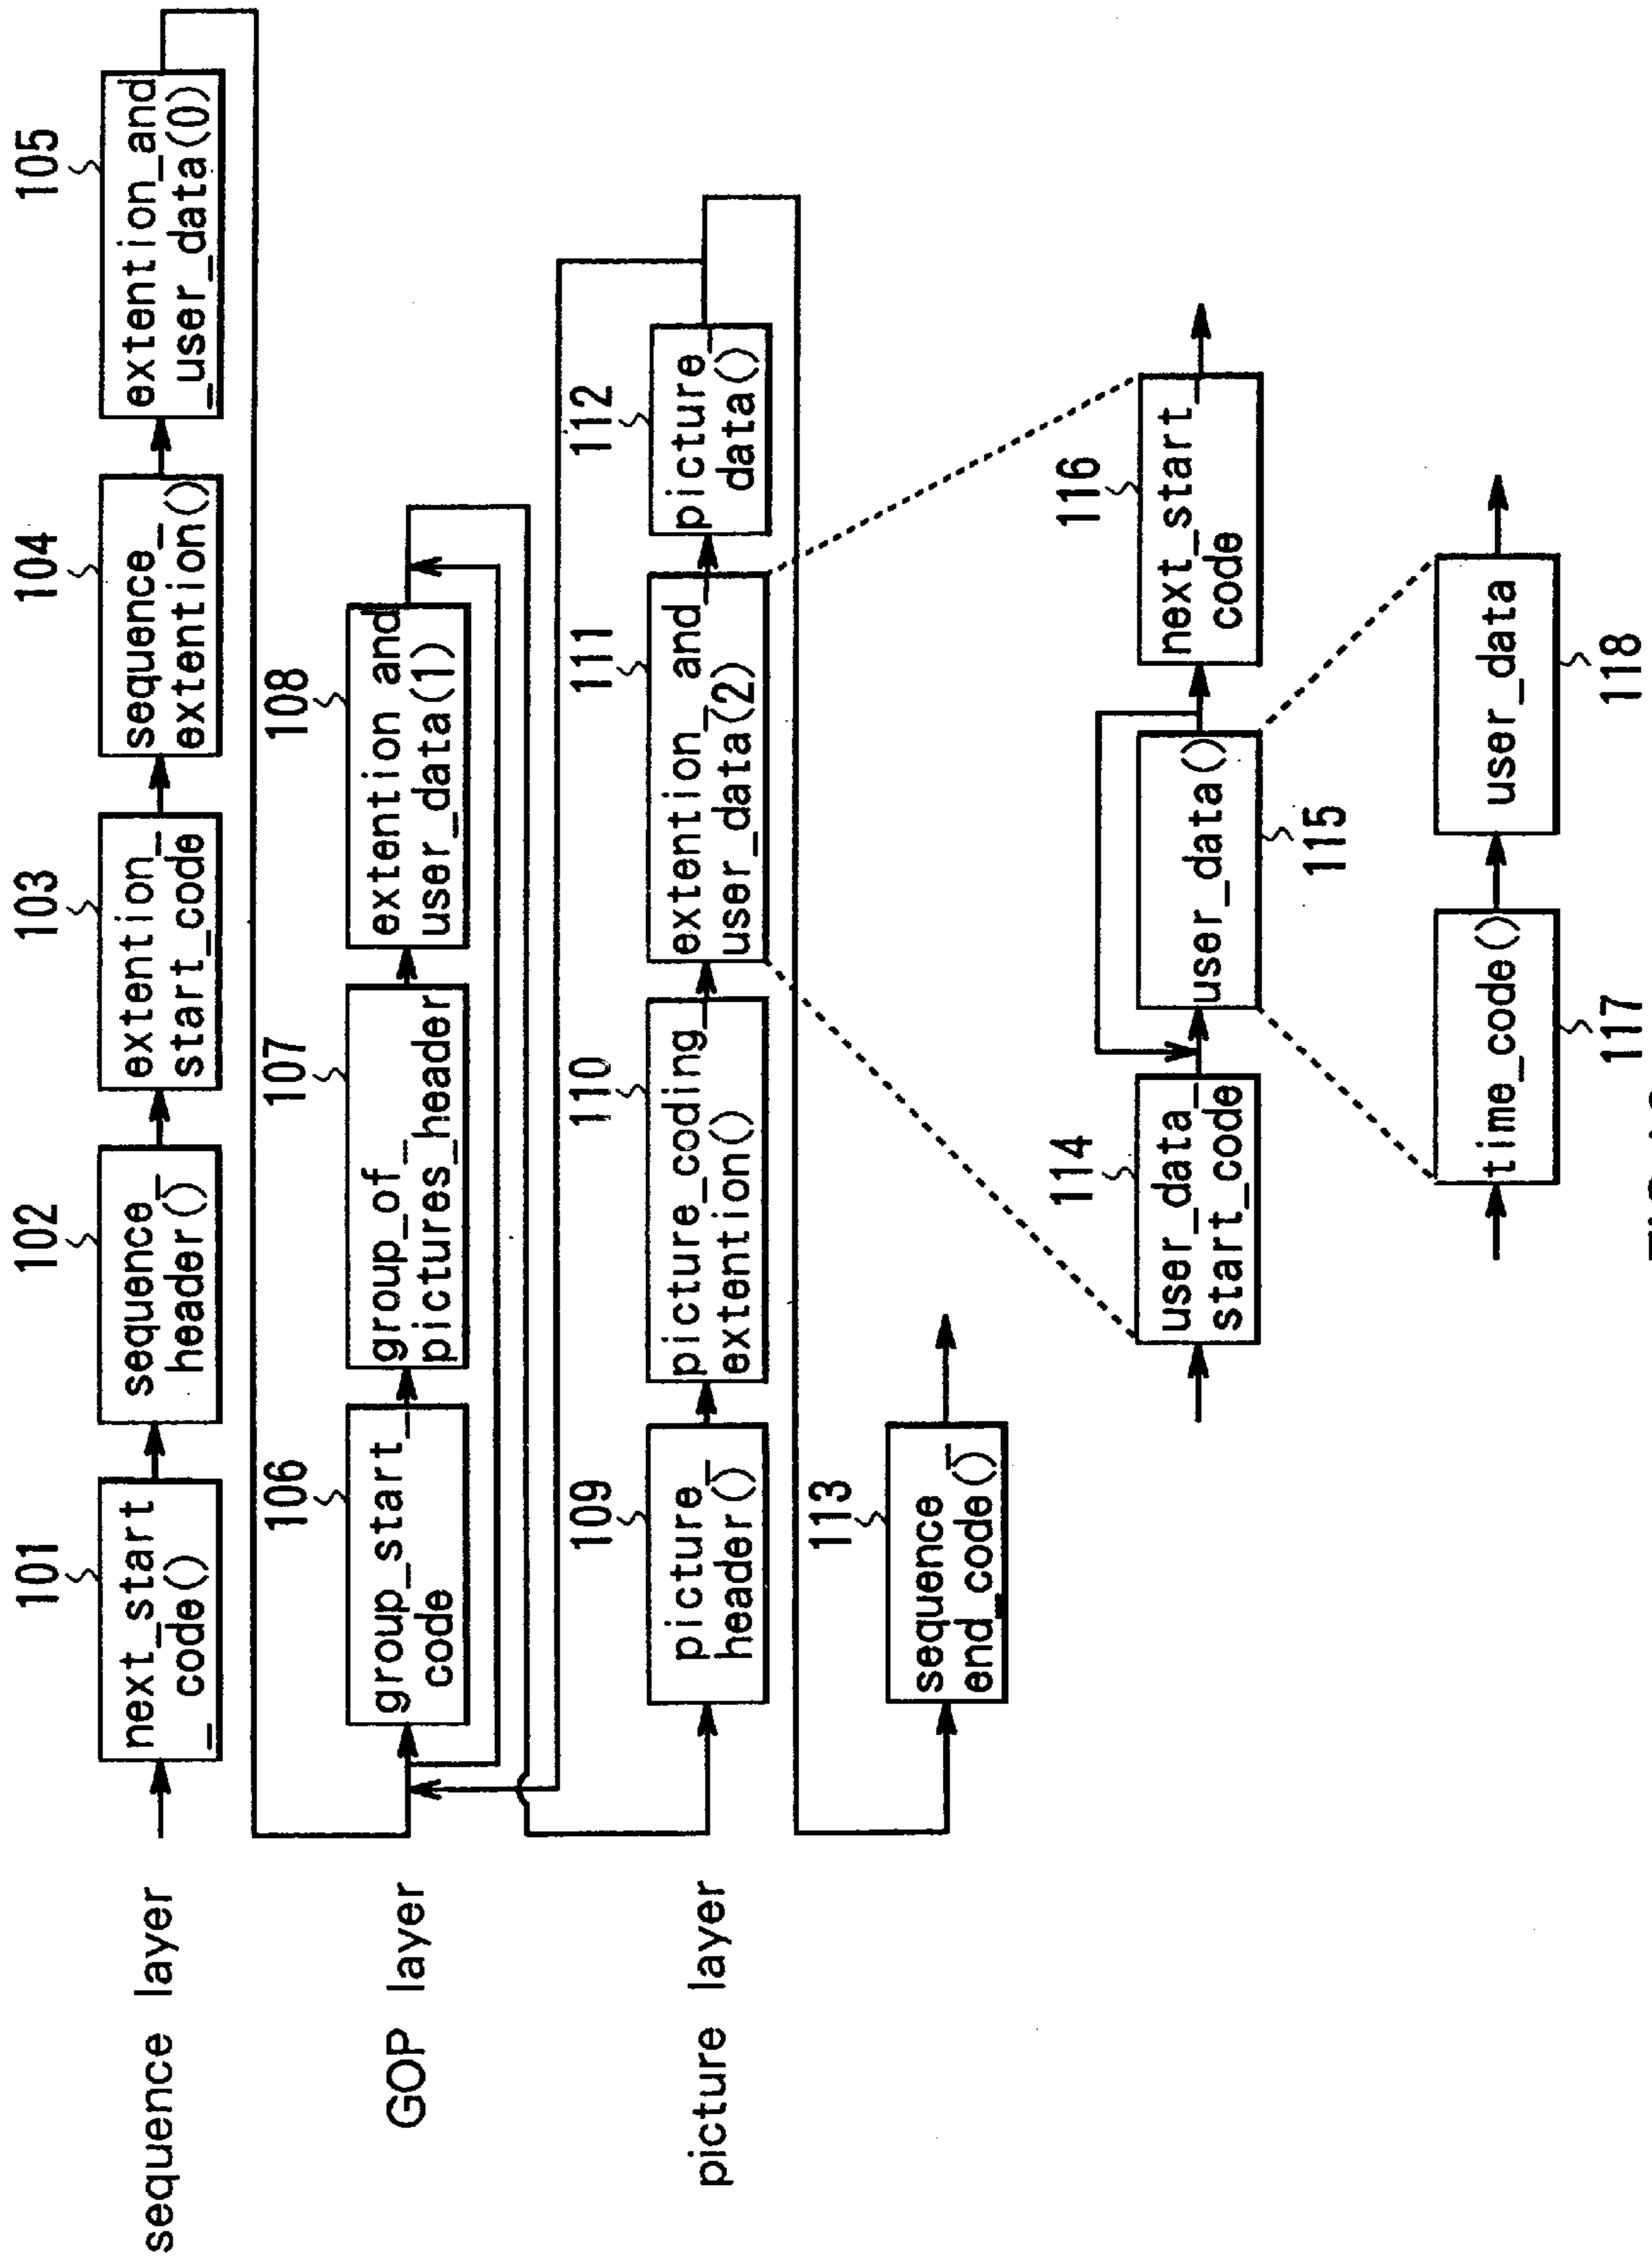 sequence layer
101
next_start
_code()
102
sequence_
header()
103
extention_
start_code
104
sequence_
extention()
105
extention_and
_user_data(0)
GOP layer
106
group_start_
code
107
group_of_
pictures_header
108
extention and
user_data(1)
picture layer
109
picture_
header()
110
picture_coding_
extention()
111
extention_and_
user_data(2)
112
picture_
data()
113
sequence_
end_code()
114
user_data_
start_code
115
user_data()
116
next_start_
code
117
time_code()
118
user_data